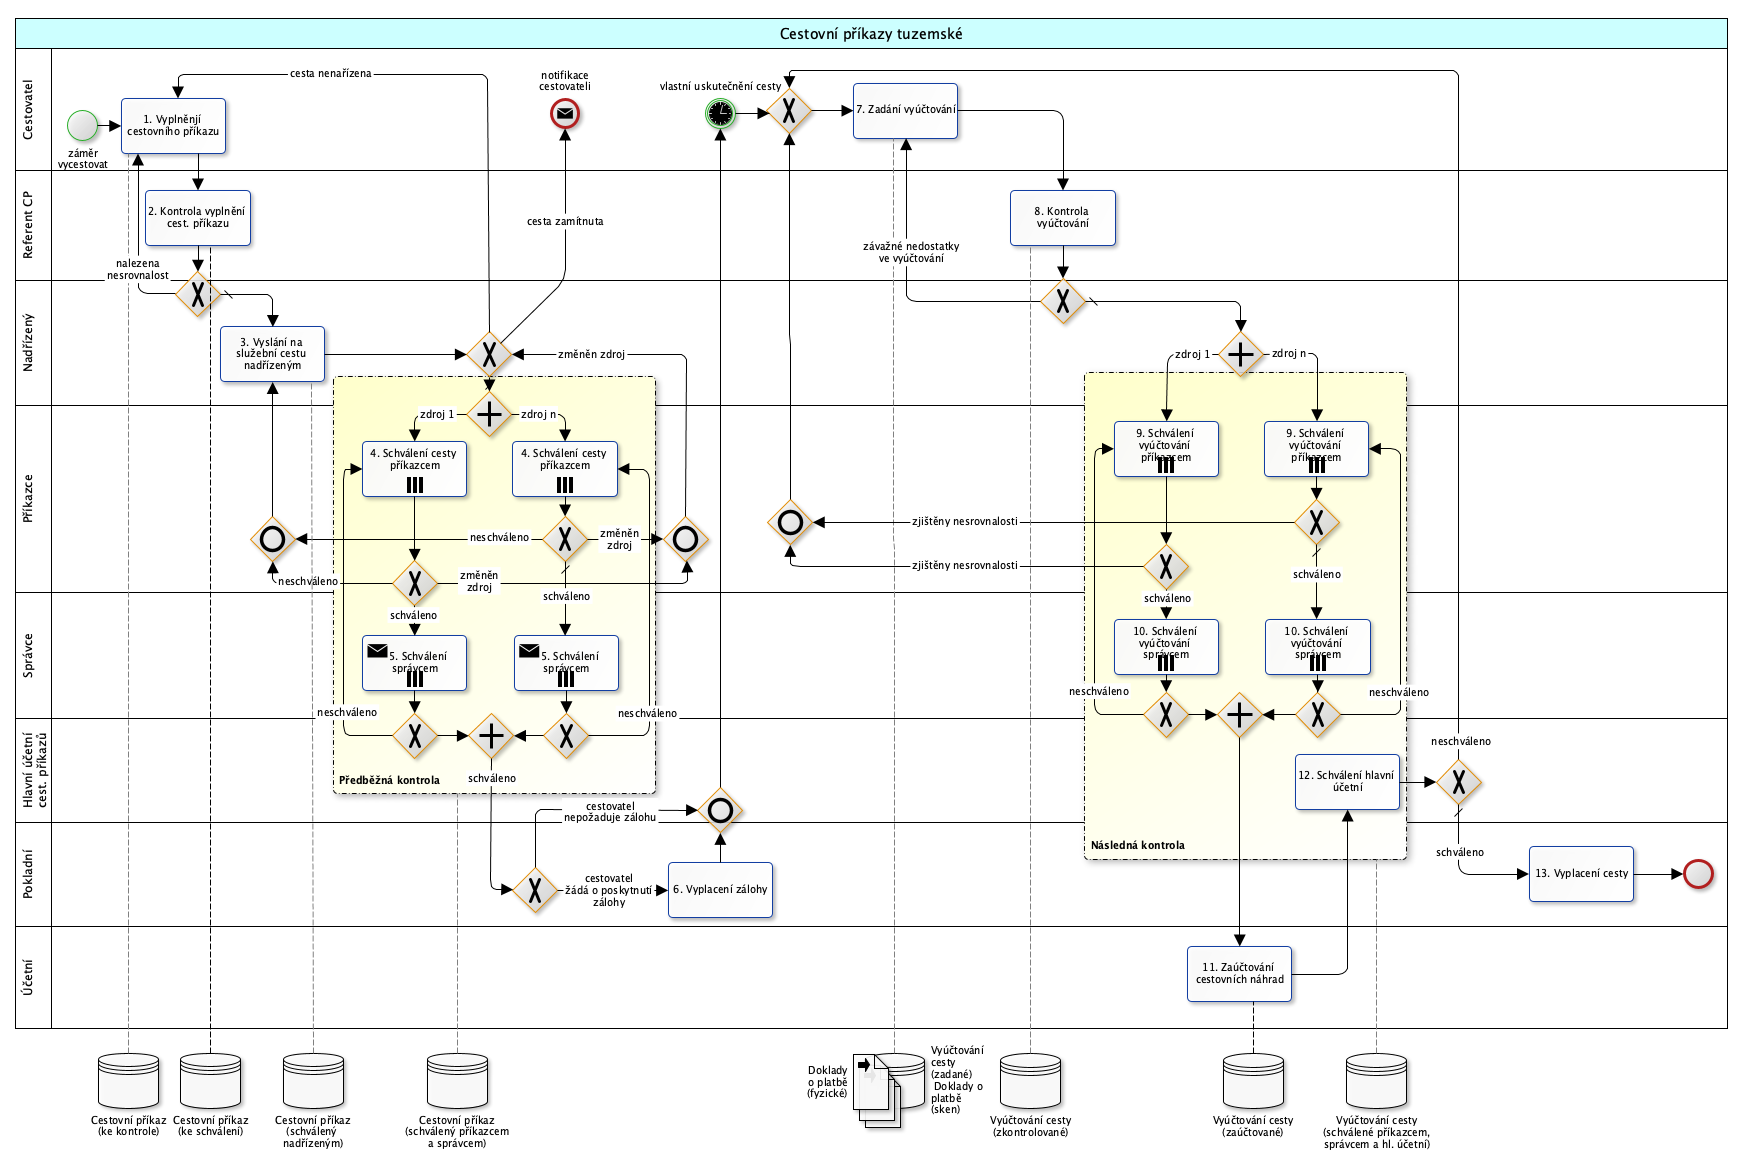 Cestovní příkazy tuzemské
Cestovatel
záměr
vycestovat
1. Vyplněnjí
cestovního příkazu
cesta nenařízena
notifikace
cestovateli
vlastní uskutečnění cesty
7. Zadání vyúčtování
Referent CP
2. Kontrola vyplnění
cest. příkazu
nalezena
nesrovnalost
cesta zamítnuta
závažné nedostatky
ve vyúčtování
8. Kontrola
vyúčtování
Nadřízený
3. Vyslání na
služební cestu
nadřízeným
změněn zdroj
zdroj 1
zdroj n
Příkazce
zdroj 1
zdroj n
4. Schválení cesty
příkazcem
4. Schválení cesty
příkazcem
9. Schválení
vyúčtování
příkazcem
9. Schválení
vyúčtování
příkazcem
neschváleno
změněn
zdroj
zjištěny nesrovnalosti
neschváleno
změněn
zdroj
zjištěny nesrovnalosti
schváleno
schváleno
schváleno
schváleno
Správce
5. Schválení
správcem
5. Schválení
správcem
10. Schválení
vyúčtování
správcem
10. Schválení
vyúčtování
správcem
neschváleno
neschváleno
neschváleno
neschváleno
Hlavní účetní
cest. příkazů
Předběžná kontrola
schváleno
cestovatel
nepožaduje zálohu
12. Schválení hlavní
účetní
neschváleno
Následná kontrola
Pokladní
cestovatel
žádá o poskytnutí
zálohy
6. Vyplacení zálohy
schváleno
13. Vyplacení cesty
Účetní
11. Zaúčtování
cestovních náhrad
Cestovní příkaz
(ke kontrole)
Cestovní příkaz
(ke schválení)
Cestovní příkaz
(schválený
nadřízeným)
Cestovní příkaz
(schválený příkazcem
a správcem)
Doklady
o platbě
(fyzické)
Vyúčtování
cesty
(zadané)
Doklady o
platbě
(sken)
Vyúčtování cesty
(zkontrolované)
Vyúčtování cesty
(zaúčtované)
Vyúčtování cesty
(schválené příkazcem,
správcem a hl. účetní)